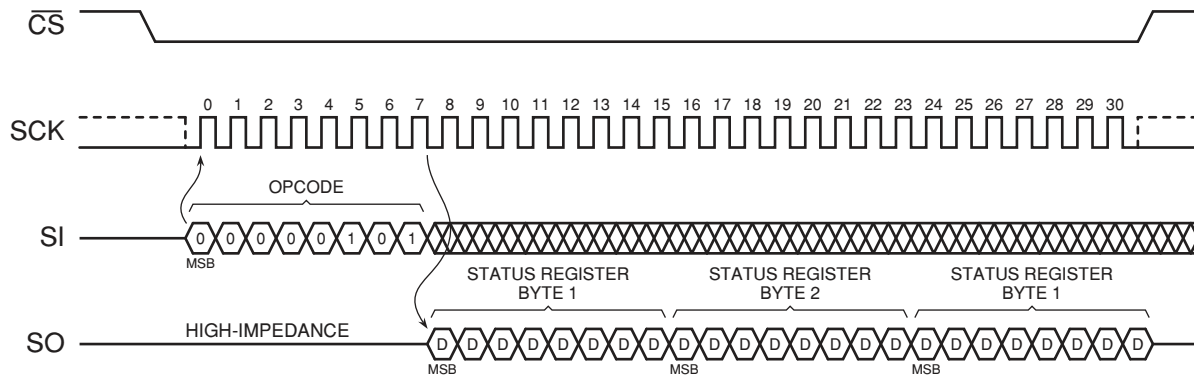 CS
SCK
0 1 2 3 4 5 6 7 8 9 10 11 12 13 14 15 16 17 18 19 20 21 22 23 24 25 26 27 28 29 30
OPCODE
SI
0 0 0 0 0 1 0 1
MSB
STATUS REGISTER
BYTE 1
STATUS REGISTER
BYTE 2
STATUS REGISTER
BYTE 1
SO
HIGH-IMPEDANCE
D D D D D D D D D D D D D D D D D D D D D D D D
MSB
MSB
MSB